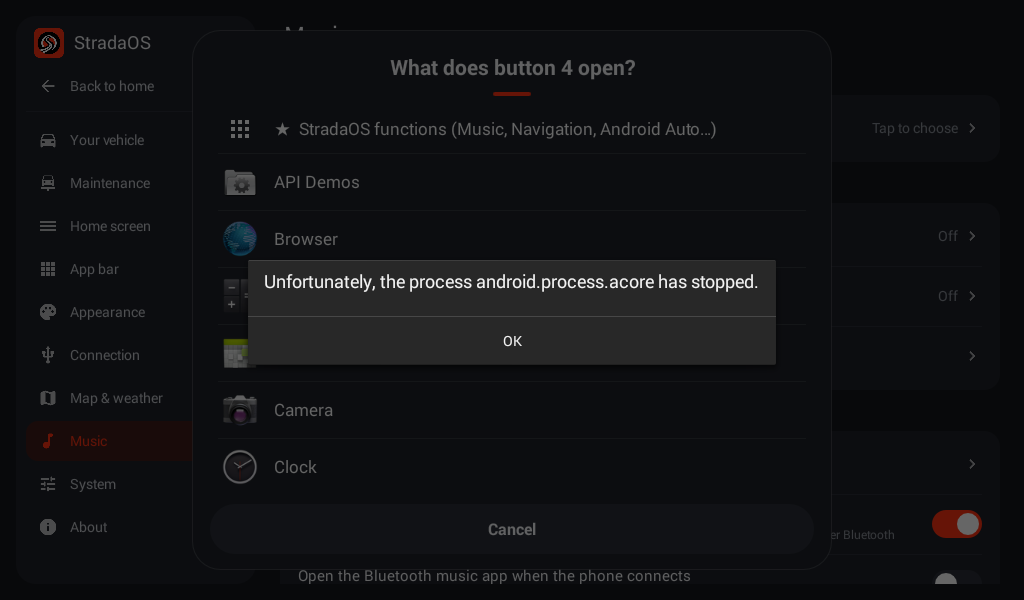 StradaOS
Back to home
Your vehicle
Maintenance
Home screen
App bar
Appearance
Connection
Map & weather
Music
System
About
What does button 4 open?
★ StradaOS functions (Music, Navigation, Android Auto…)
API Demos
Browser
Unfortunately, the process android.process.acore has stopped.
OK
Camera
Clock
Cancel
Tap to choose
Off
Off
Bluetooth
Open the Bluetooth music app when the phone connects